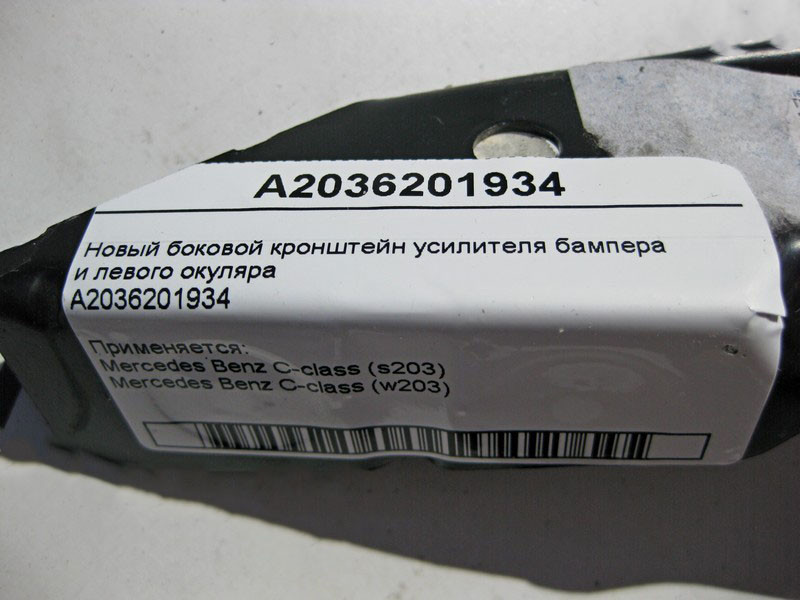 A2036201934
Новый боковой кронштейн усилителя бампера
и левого окуляра
A2036201934
Применяется:
Mercedes Benz C-class (s203)
Mercedes Benz C-class (w203)